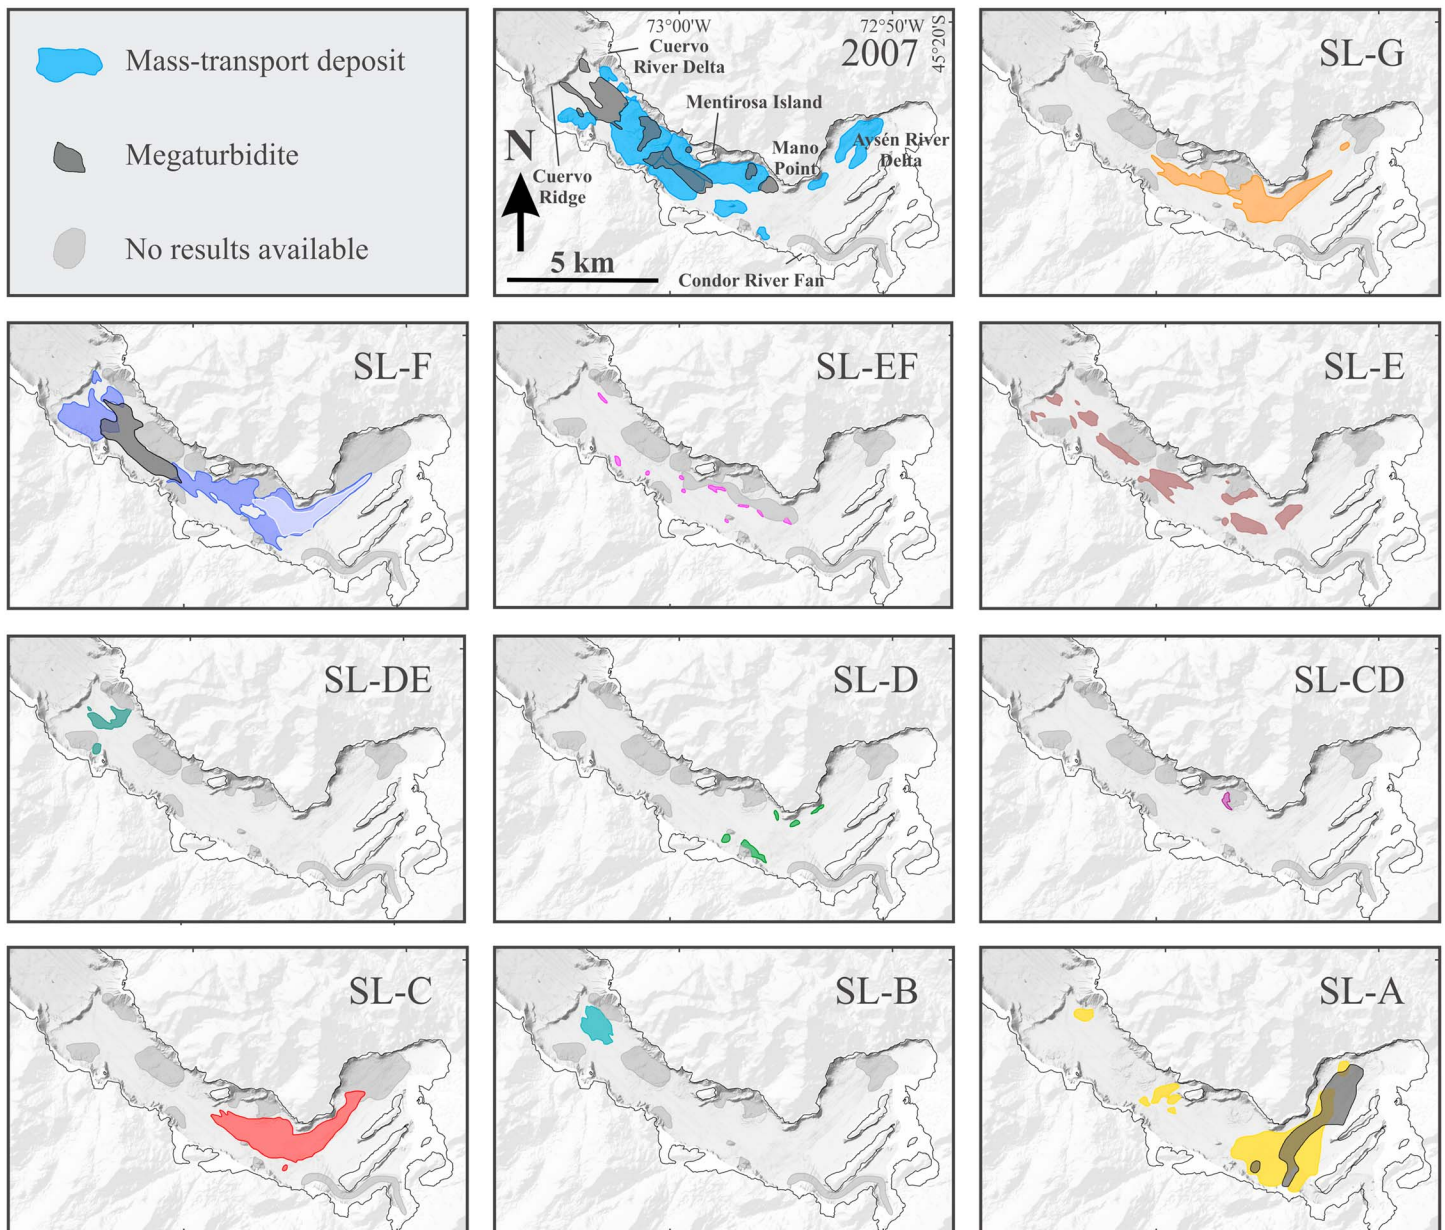 Mass-transport deposit
Megaturbidite
No results available
73°00'W
72°50'W
45°20'S
2007
Cuervo
River Delta
Mentirosa Island
N
Cuervo
Ridge
Mano
Point
Aysén River
Delta
5 km
Condor River Fan
SL-G
SL-F
SL-EF
SL-E
SL-DE
SL-D
SL-CD
SL-C
SL-B
SL-A